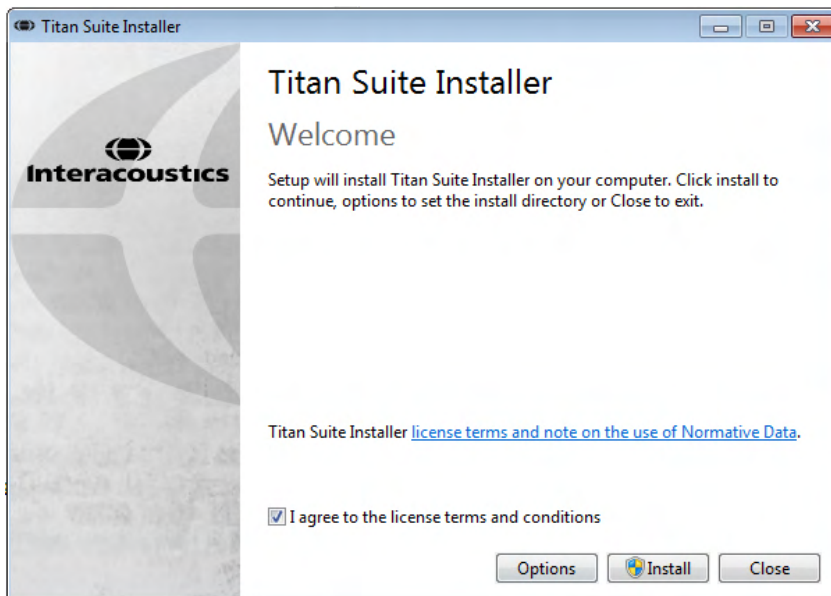 Titan Suite Installer
Interacoustics
Titan Suite Installer
Welcome
Setup will install Titan Suite Installer on your computer. Click install to
continue, options to set the install directory or Close to exit.
Titan Suite Installer license terms and note on the use of Normative Data.
I agree to the license terms and conditions
Options
Install
Close